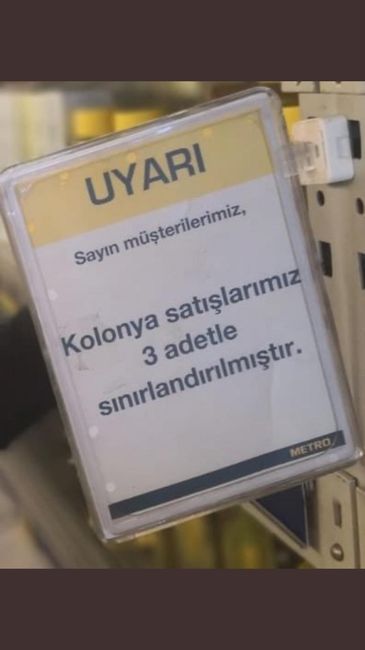 UYARI
Sayın müşterilerimiz,
Kolonya satışlarımız
3 adetle
sınırlandırılmıştır.
METRO